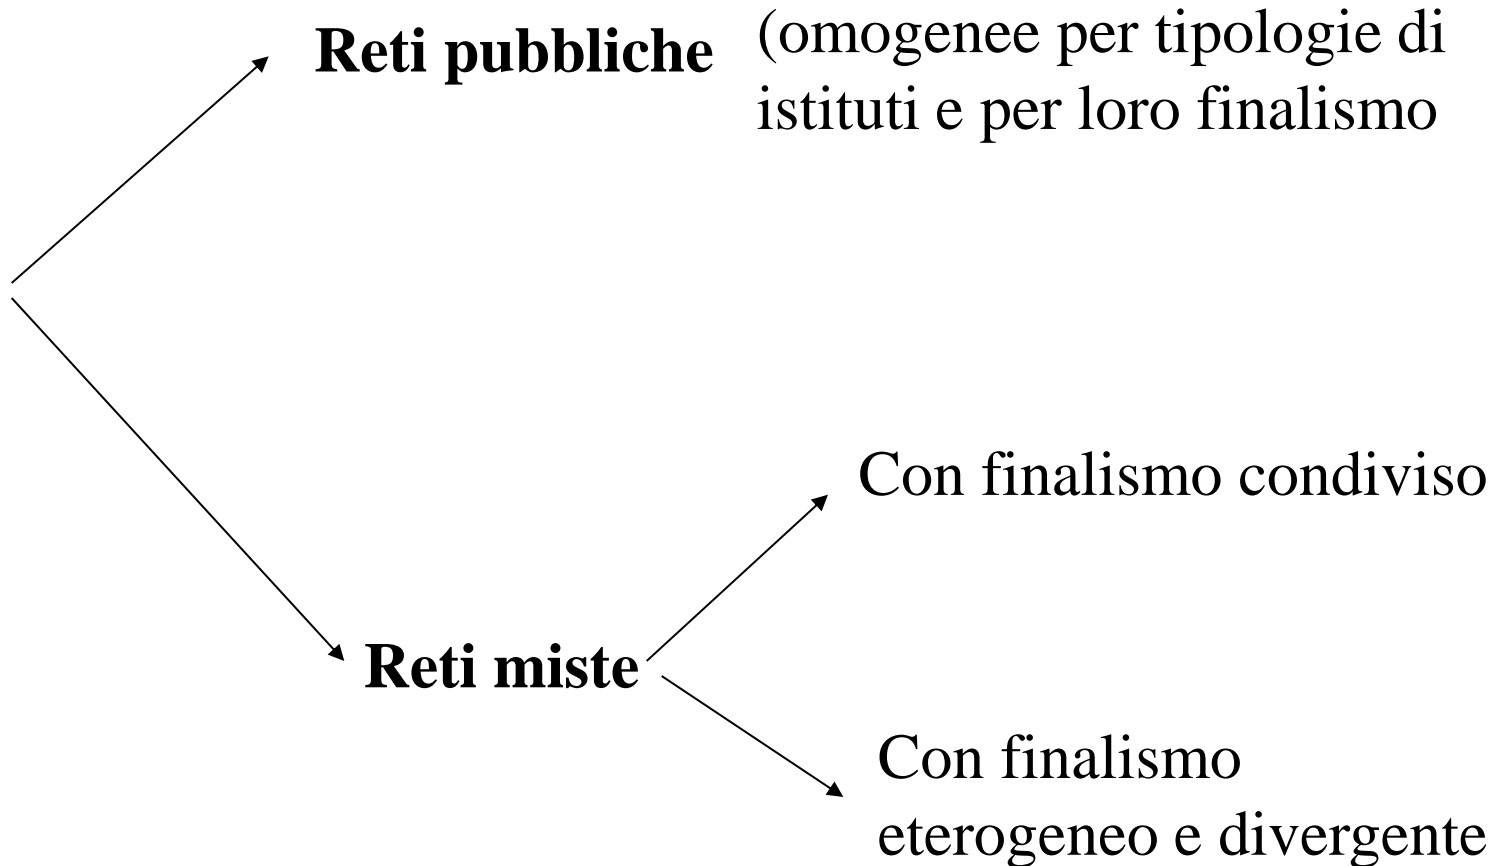 Reti pubbliche
(omogenee per tipologie di
istituti e per loro finalismo
Con finalismo condiviso
Reti miste
Con finalismo
eterogeneo e divergente